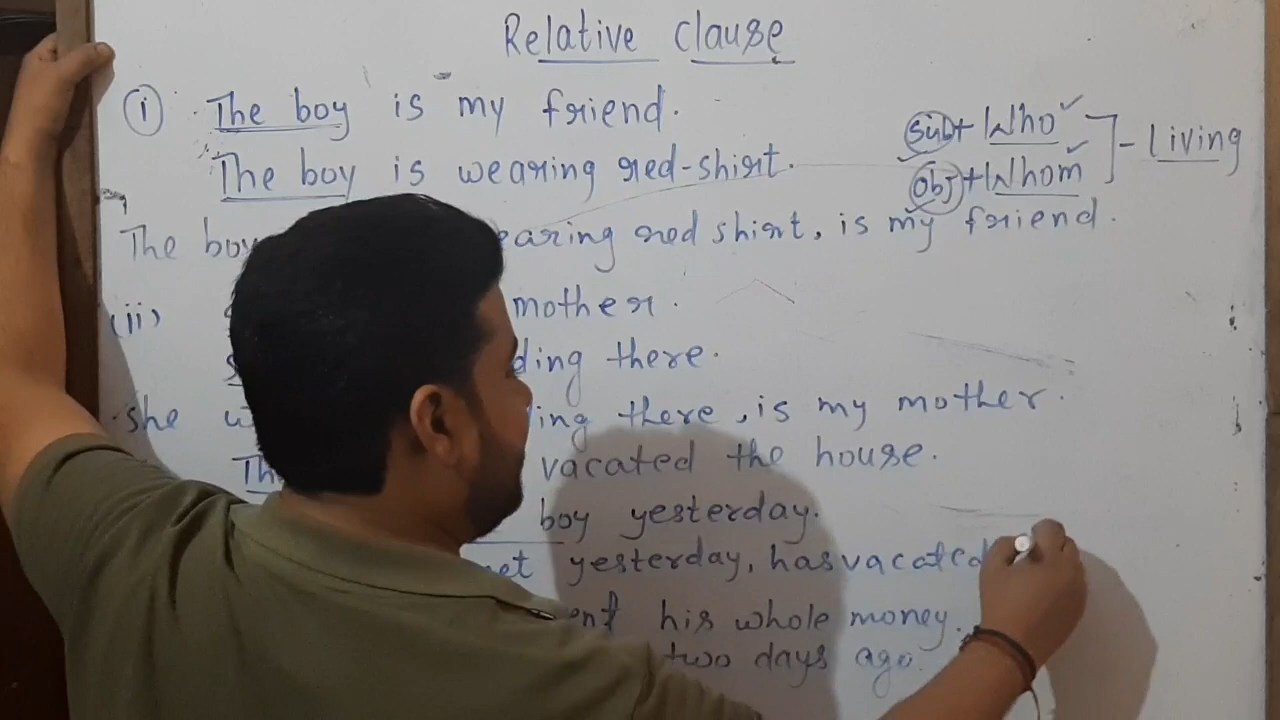 Relative clause
(i) The boy is my friend.
sub + Who
The boy is wearing red-shirt.
obj + Whom ] - Living
The boy earing red shirt, is my friend.
(ii) mother.
ding there.
she w ing there, is my mother.
Th vacated the house.
boy yesterday.
met yesterday, has vacated
ent his whole money.
two days ago.